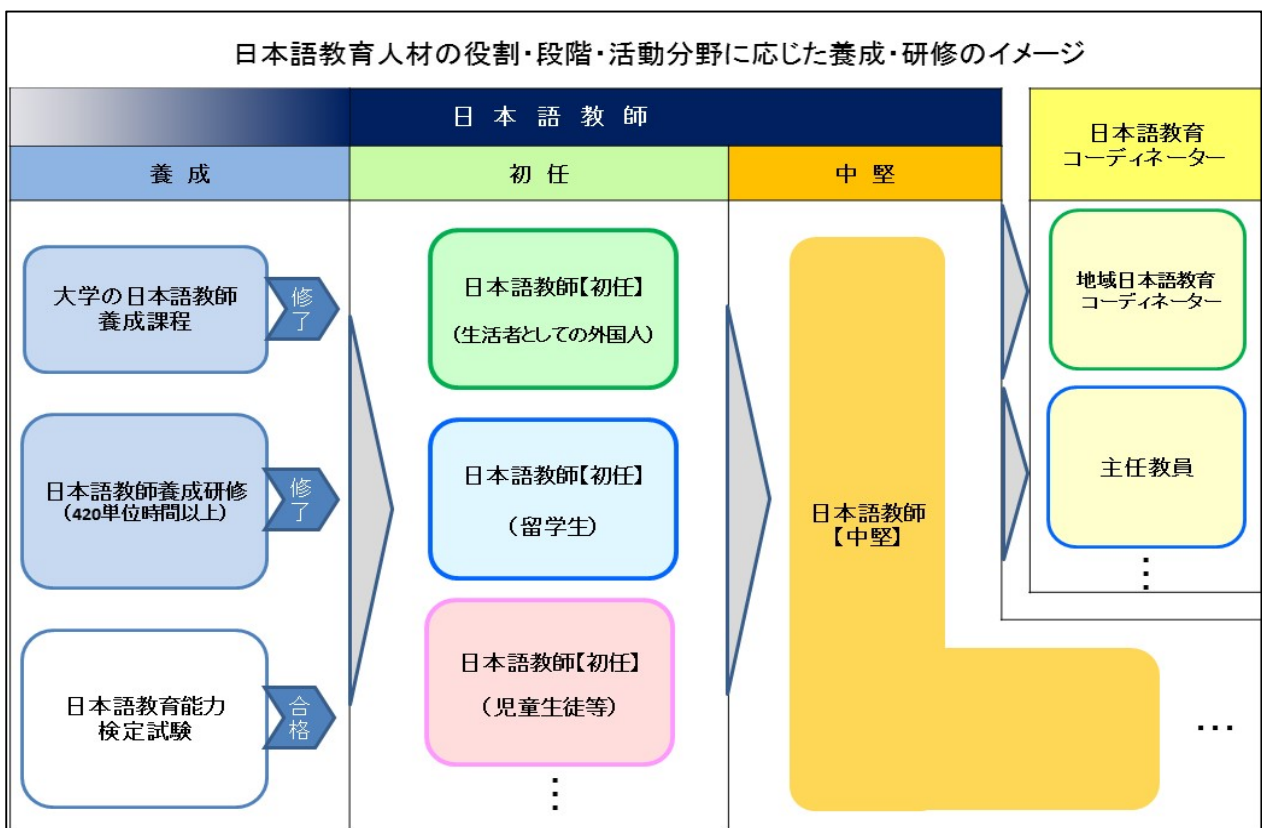 日本語教育人材の役割・段階・活動分野に応じた養成・研修のイメージ
日本語教師
日本語教育
コーディネーター
養成
初任
中堅
大学の日本語教師
養成課程
修了
日本語教師養成研修
（420単位時間以上）
修了
日本語教育能力
検定試験
合格
日本語教師【初任】
（生活者としての外国人）
日本語教師【初任】
（留学生）
日本語教師【初任】
（児童生徒等）
⋮
日本語教師
【中堅】
地域日本語教育
コーディネーター
主任教員
⋮
…